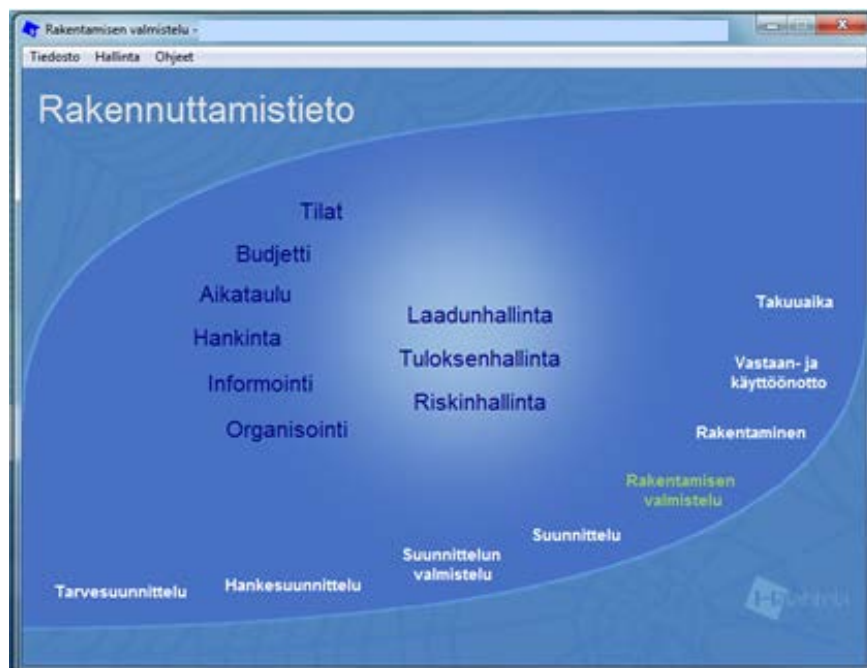 Rakentamisen valmistelu -
Tiedosto Hallinta Ohjeet
Rakennuttamistieto
Tilat
Budjetti
Aikataulu
Hankinta
Informointi
Organisointi
Laadunhallinta
Tuloksenhallinta
Riskinhallinta
Takuuaika
Vastaan- ja
käyttöönotto
Rakentaminen
Rakentamisen
valmistelu
Suunnittelu
Suunnittelun
valmistelu
Hankesuunnittelu
Tarvesuunnittelu